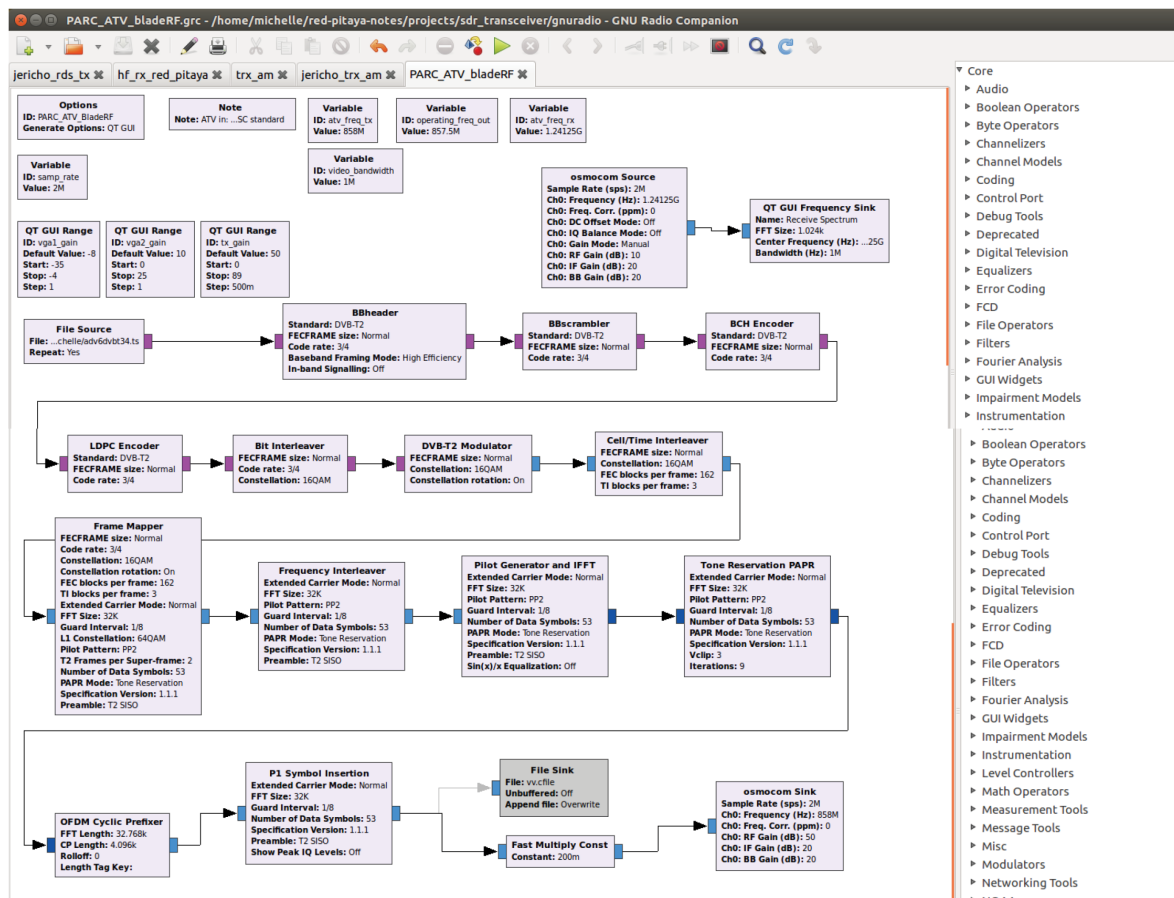 PARC_ATV_bladeRF.grc - /home/michelle/red-pitaya-notes/projects/sdr_transceiver/gnuradio - GNU Radio Companion
jericho_rds_tx
hf_rx_red_pitaya
trx_am
jericho_trx_am
PARC_ATV_bladeRF
Options
ID: PARC_ATV_BladeRF
Generate Options: QT GUI
Note
Note: ATV in: ...SC standard
Variable
ID: atv_freq_tx
Value: 858M
Variable
ID: operating_freq_out
Value: 857.5M
Variable
ID: atv_freq_rx
Value: 1.24125G
Variable
ID: samp_rate
Value: 2M
Variable
ID: video_bandwidth
Value: 1M
osmocom Source
Sample Rate (sps): 2M
Ch0: Frequency (Hz): 1.24125G
Ch0: Freq. Corr. (ppm): 0
Ch0: DC Offset Mode: Off
Ch0: IQ Balance Mode: Off
Ch0: Gain Mode: Manual
Ch0: RF Gain (dB): 10
Ch0: IF Gain (dB): 20
Ch0: BB Gain (dB): 20
QT GUI Frequency Sink
Name: Receive Spectrum
FFT Size: 1.024k
Center Frequency (Hz): ...25G
Bandwidth (Hz): 1M
QT GUI Range
ID: vga1_gain
Default Value: -8
Start: -35
Stop: -4
Step: 1
QT GUI Range
ID: vga2_gain
Default Value: 10
Start: 0
Stop: 25
Step: 1
QT GUI Range
ID: tx_gain
Default Value: 50
Start: 0
Stop: 89
Step: 500m
File Source
File: ...chelle/adv6dvbt34.ts
Repeat: Yes
BBheader
Standard: DVB-T2
FECFRAME size: Normal
Code rate: 3/4
Baseband Framing Mode: High Efficiency
In-band Signalling: Off
BBscrambler
Standard: DVB-T2
FECFRAME size: Normal
Code rate: 3/4
BCH Encoder
Standard: DVB-T2
FECFRAME size: Normal
Code rate: 3/4
LDPC Encoder
Standard: DVB-T2
FECFRAME size: Normal
Code rate: 3/4
Bit Interleaver
FECFRAME size: Normal
Code rate: 3/4
Constellation: 16QAM
DVB-T2 Modulator
FECFRAME size: Normal
Constellation: 16QAM
Constellation rotation: On
Cell/Time Interleaver
FECFRAME size: Normal
Constellation: 16QAM
FEC blocks per frame: 162
TI blocks per frame: 3
Frame Mapper
FECFRAME size: Normal
Code rate: 3/4
Constellation: 16QAM
Constellation rotation: On
FEC blocks per frame: 162
TI blocks per frame: 3
Extended Carrier Mode: Normal
FFT Size: 32K
Guard Interval: 1/8
L1 Constellation: 64QAM
Pilot Pattern: PP2
T2 Frames per Super-frame: 2
Number of Data Symbols: 53
PAPR Mode: Tone Reservation
Specification Version: 1.1.1
Preamble: T2 SISO
Frequency Interleaver
Extended Carrier Mode: Normal
FFT Size: 32K
Pilot Pattern: PP2
Guard Interval: 1/8
Number of Data Symbols: 53
PAPR Mode: Tone Reservation
Specification Version: 1.1.1
Preamble: T2 SISO
Pilot Generator and IFFT
Extended Carrier Mode: Normal
FFT Size: 32K
Pilot Pattern: PP2
Guard Interval: 1/8
Number of Data Symbols: 53
PAPR Mode: Tone Reservation
Specification Version: 1.1.1
Preamble: T2 SISO
Sin(x)/x Equalization: Off
Tone Reservation PAPR
Extended Carrier Mode: Normal
FFT Size: 32K
Pilot Pattern: PP2
Guard Interval: 1/8
Number of Data Symbols: 53
PAPR Mode: Tone Reservation
Specification Version: 1.1.1
Vclip: 3
Iterations: 9
OFDM Cyclic Prefixer
FFT Length: 32.768k
CP Length: 4.096k
Rolloff: 0
Length Tag Key:
P1 Symbol Insertion
Extended Carrier Mode: Normal
FFT Size: 32K
Guard Interval: 1/8
Number of Data Symbols: 53
Specification Version: 1.1.1
Preamble: T2 SISO
Show Peak IQ Levels: Off
File Sink
File: vv.cfile
Unbuffered: Off
Append file: Overwrite
Fast Multiply Const
Constant: 200m
osmocom Sink
Sample Rate (sps): 2M
Ch0: Frequency (Hz): 858M
Ch0: Freq. Corr. (ppm): 0
Ch0: RF Gain (dB): 50
Ch0: IF Gain (dB): 20
Ch0: BB Gain (dB): 20
Core
Audio
Boolean Operators
Byte Operators
Channelizers
Channel Models
Coding
Control Port
Debug Tools
Deprecated
Digital Television
Equalizers
Error Coding
FCD
File Operators
Filters
Fourier Analysis
GUI Widgets
Impairment Models
Instrumentation
Boolean Operators
Byte Operators
Channelizers
Channel Models
Coding
Control Port
Debug Tools
Deprecated
Digital Television
Equalizers
Error Coding
FCD
File Operators
Filters
Fourier Analysis
GUI Widgets
Impairment Models
Instrumentation
Level Controllers
Math Operators
Measurement Tools
Message Tools
Misc
Modulators
Networking Tools